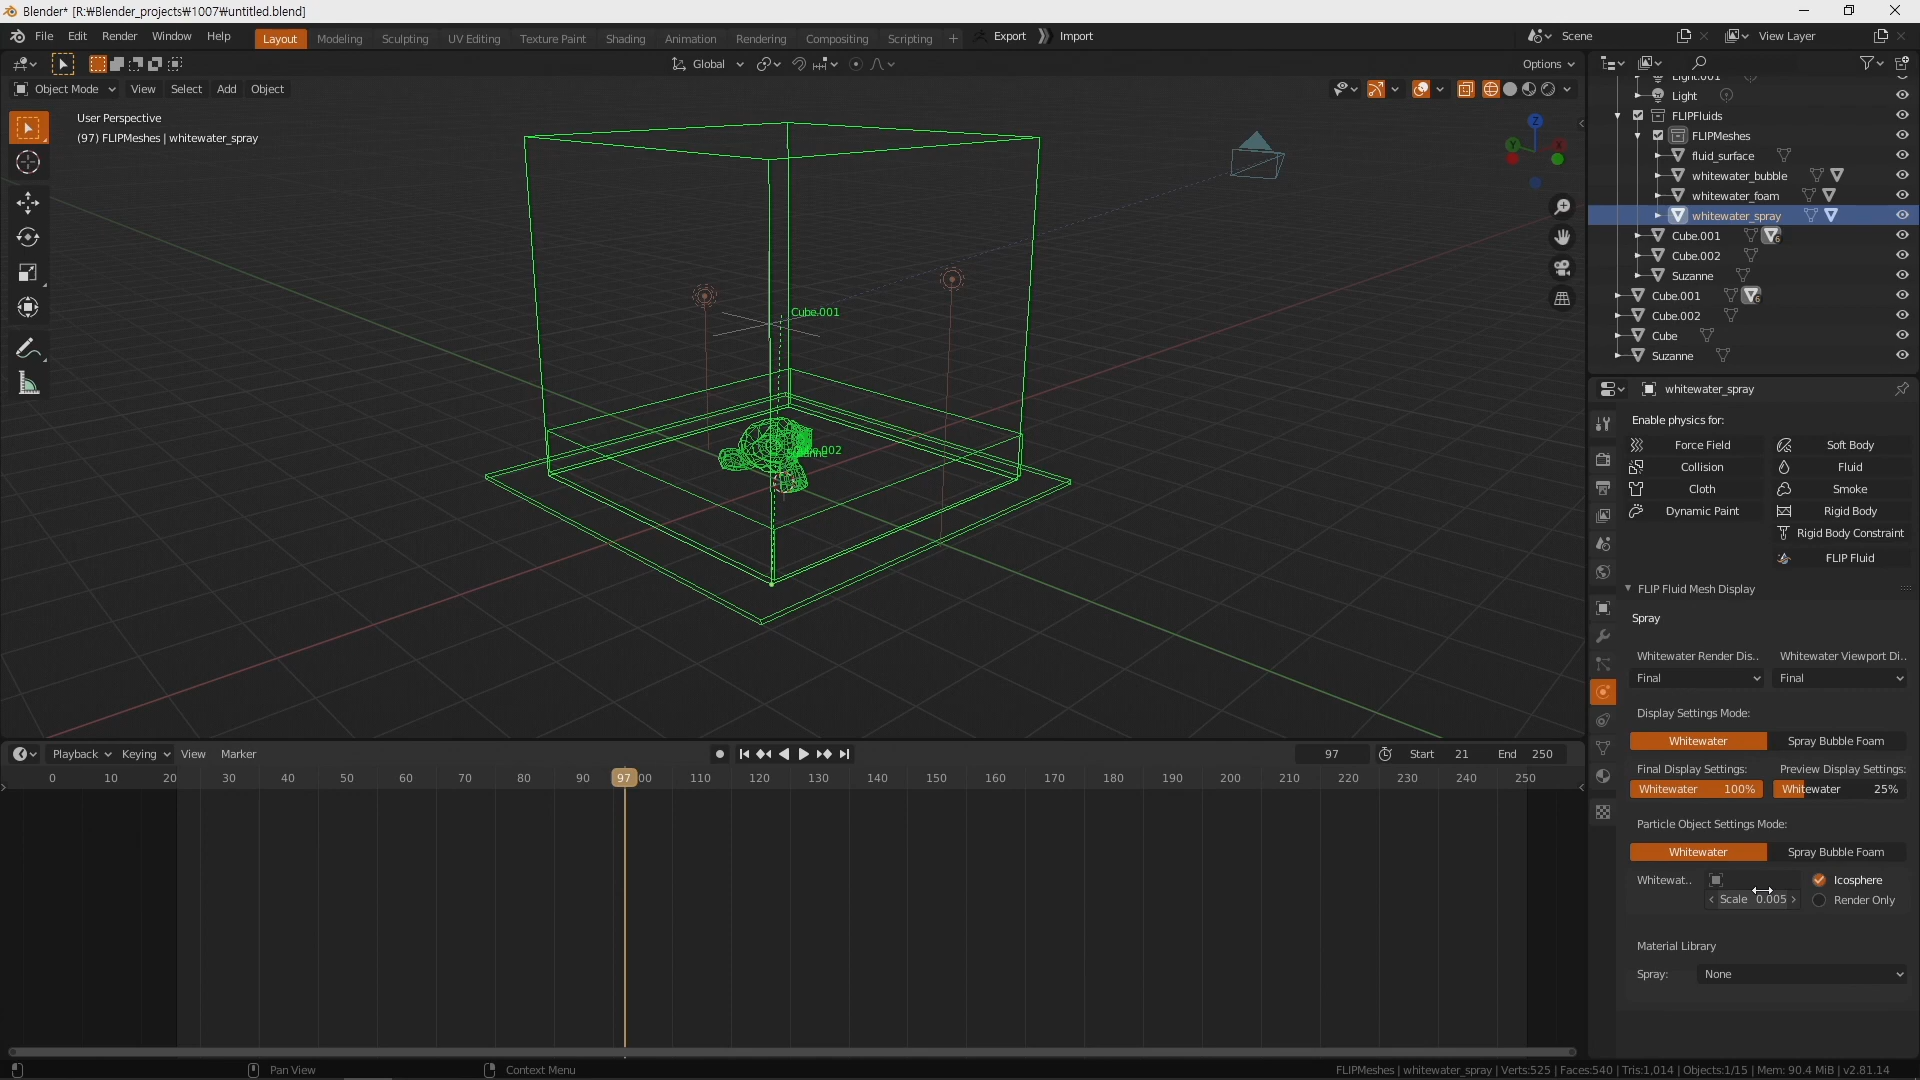 Blender* [R:₩Blender_projects₩1007₩untitled.blend]
File Edit Render Window Help Layout Modeling Sculpting UV Editing Texture Paint Shading Animation Rendering Compositing Scripting + Export Import Scene View Layer
Global Options
Object Mode View Select Add Object
User Perspective
(97) FLIPMeshes | whitewater_spray
Z
Y
X
Cube.001
Light.001
Light
FLIPFluids
FLIPMeshes
fluid_surface
whitewater_bubble
whitewater_foam
whitewater_spray
Cube.001 6
Cube.002
Suzanne
Cube.001 6
Cube.002
Cube
Suzanne
whitewater_spray
Enable physics for:
Force Field Soft Body
Collision Fluid
Cloth Smoke
Dynamic Paint Rigid Body
Rigid Body Constraint
FLIP Fluid
FLIP Fluid Mesh Display
Spray
Whitewater Render Dis.. Whitewater Viewport Di..
Final Final
Display Settings Mode:
Whitewater Spray Bubble Foam
Final Display Settings: Preview Display Settings:
Whitewater 100% Whitewater 25%
Particle Object Settings Mode:
Whitewater Spray Bubble Foam
Whitewat.. Icosphere
Scale 0.005 Render Only
Material Library
Spray: None
Playback Keying View Marker 97 Start 21 End 250
0 10 20 30 40 50 60 70 80 90 97 00 110 120 130 140 150 160 170 180 190 200 210 220 230 240 250
Pan View Context Menu FLIPMeshes | whitewater_spray | Verts:525 | Faces:540 | Tris:1,014 | Objects:1/15 | Mem: 90.4 MiB | v2.81.14